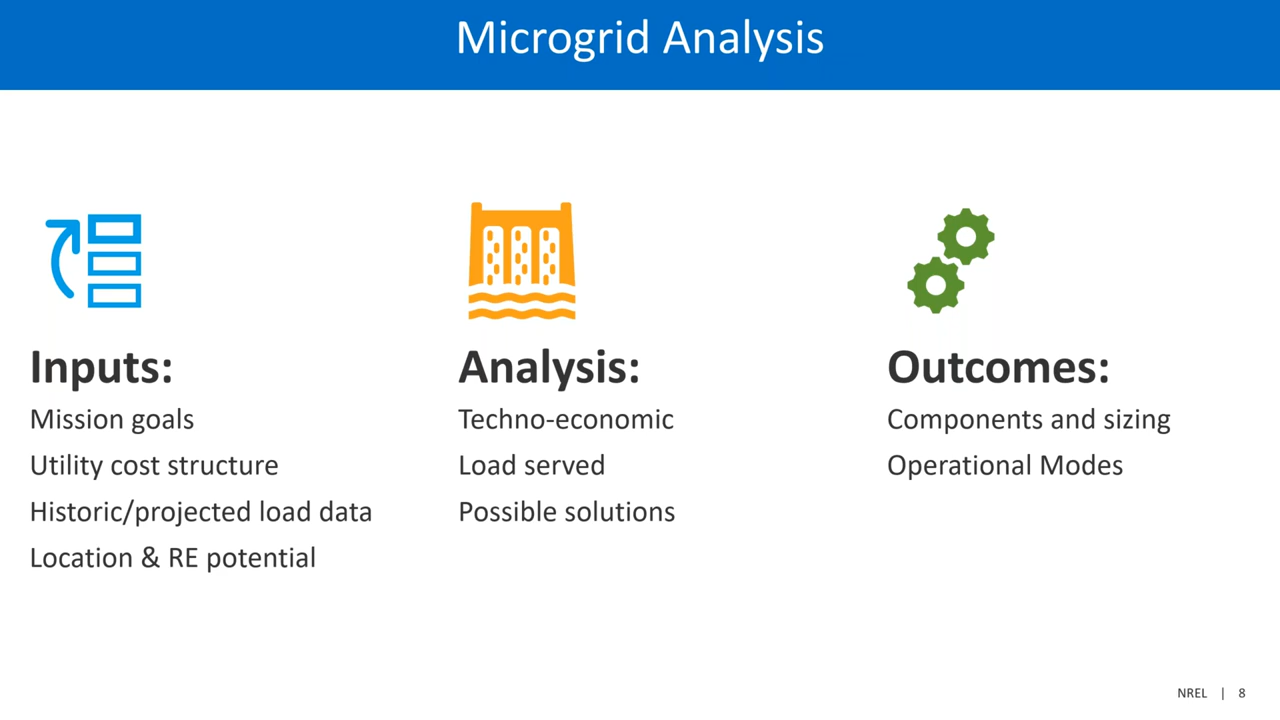 Microgrid Analysis
Inputs:
Mission goals
Utility cost structure
Historic/projected load data
Location & RE potential
Analysis:
Techno-economic
Load served
Possible solutions
Outcomes:
Components and sizing
Operational Modes
NREL | 8